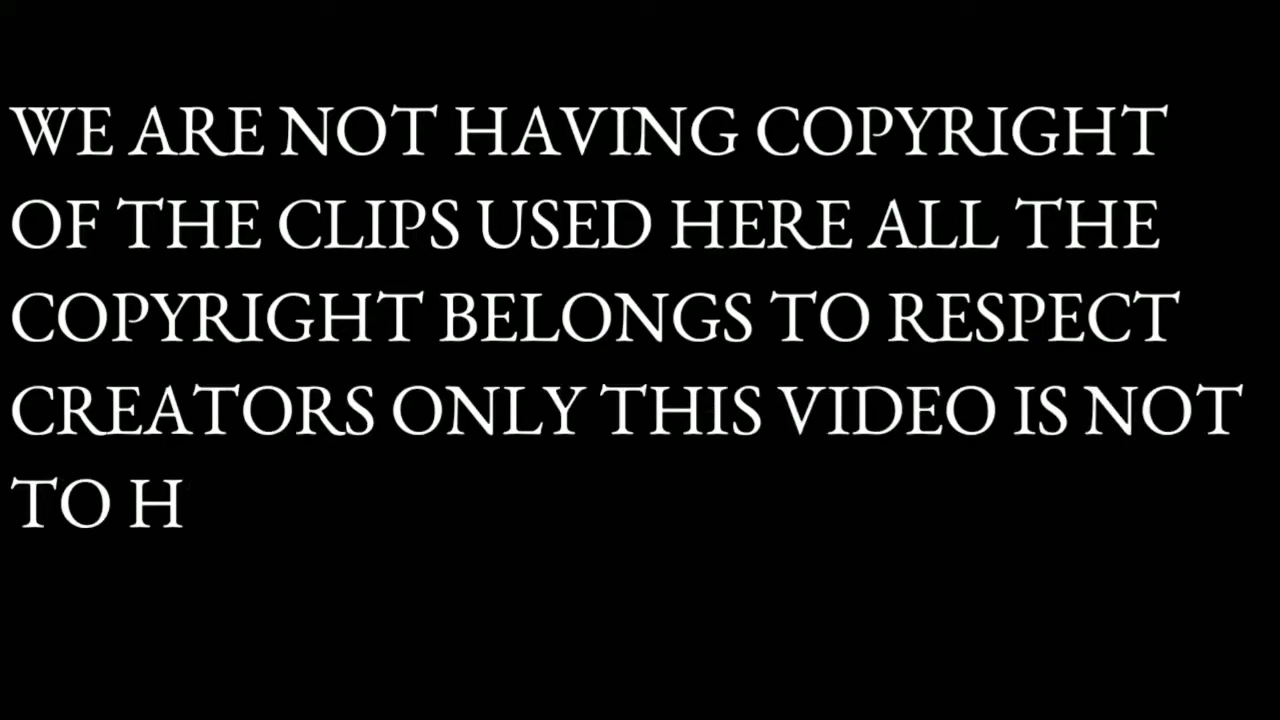 WE ARE NOT HAVING COPYRIGHT
OF THE CLIPS USED HERE ALL THE
COPYRIGHT BELONGS TO RESPECT
CREATORS ONLY THIS VIDEO IS NOT
TO H